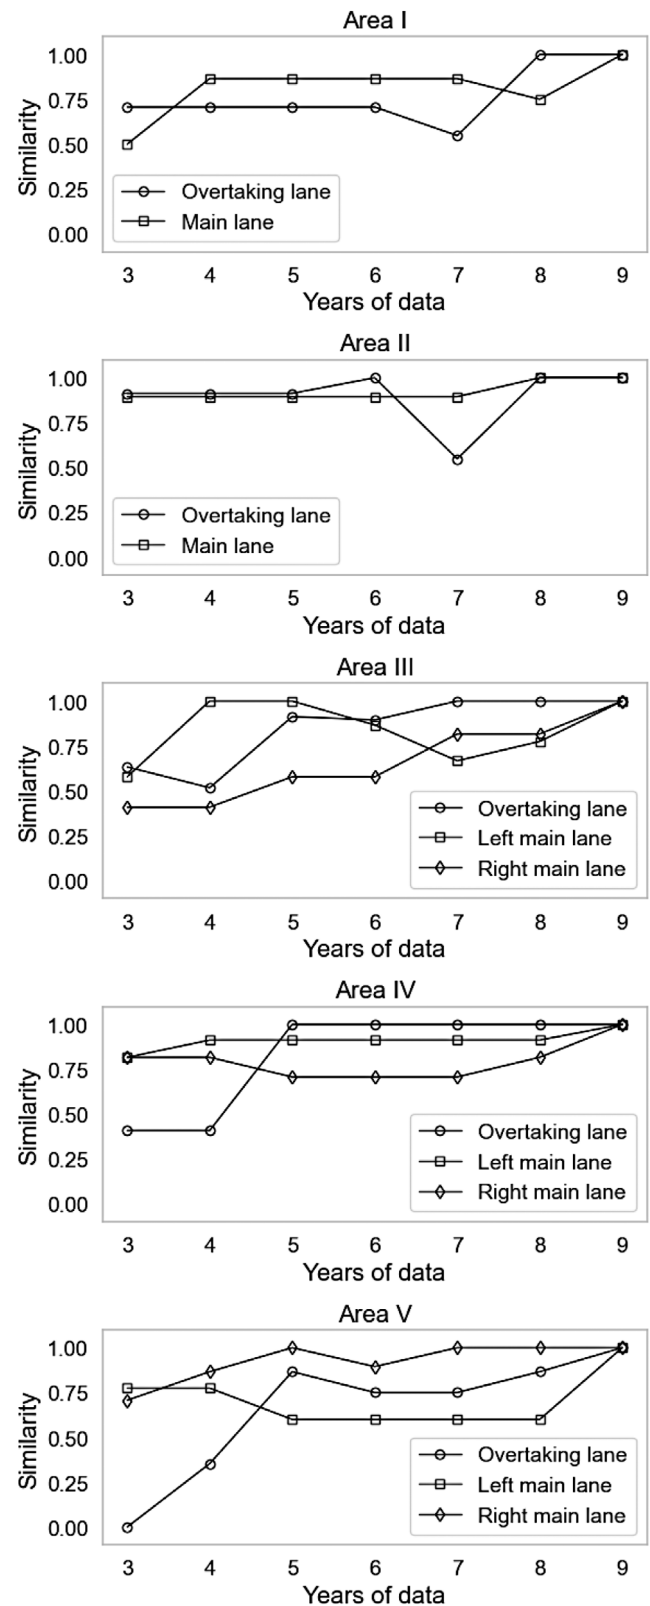 Area I
1.00
0.75
0.50
0.25
0.00
Similarity
Overtaking lane
Main lane
3 4 5 6 7 8 9
Years of data
Area II
1.00
0.75
0.50
0.25
0.00
Similarity
Overtaking lane
Main lane
3 4 5 6 7 8 9
Years of data
Area III
1.00
0.75
0.50
0.25
0.00
Similarity
Overtaking lane
Left main lane
Right main lane
3 4 5 6 7 8 9
Years of data
Area IV
1.00
0.75
0.50
0.25
0.00
Similarity
Overtaking lane
Left main lane
Right main lane
3 4 5 6 7 8 9
Years of data
Area V
1.00
0.75
0.50
0.25
0.00
Similarity
Overtaking lane
Left main lane
Right main lane
3 4 5 6 7 8 9
Years of data